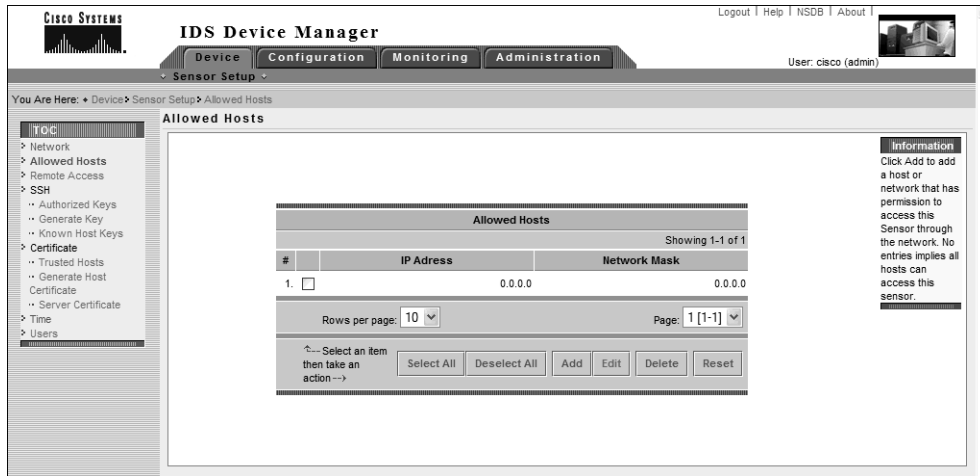 CISCO SYSTEMS
Logout | Help | NSDB | About |
IDS Device Manager
Device Configuration Monitoring Administration
User: cisco (admin)
Sensor Setup
You Are Here: Device Sensor Setup Allowed Hosts
TOC
Network
Allowed Hosts
Remote Access
SSH
Authorized Keys
Generate Key
Known Host Keys
Certificate
Trusted Hosts
Generate Host
Certificate
Server Certificate
Time
Users
Allowed Hosts
Allowed Hosts
Showing 1-1 of 1
# IP Adress Network Mask
1. 0.0.0.0 0.0.0.0
Rows per page: 10 Page: 1 [1-1]
Select an item
then take an
action -->
Select All Deselect All Add Edit Delete Reset
Information
Click Add to add
a host or
network that has
permission to
access this
Sensor through
the network. No
entries implies all
hosts can
access this
sensor.